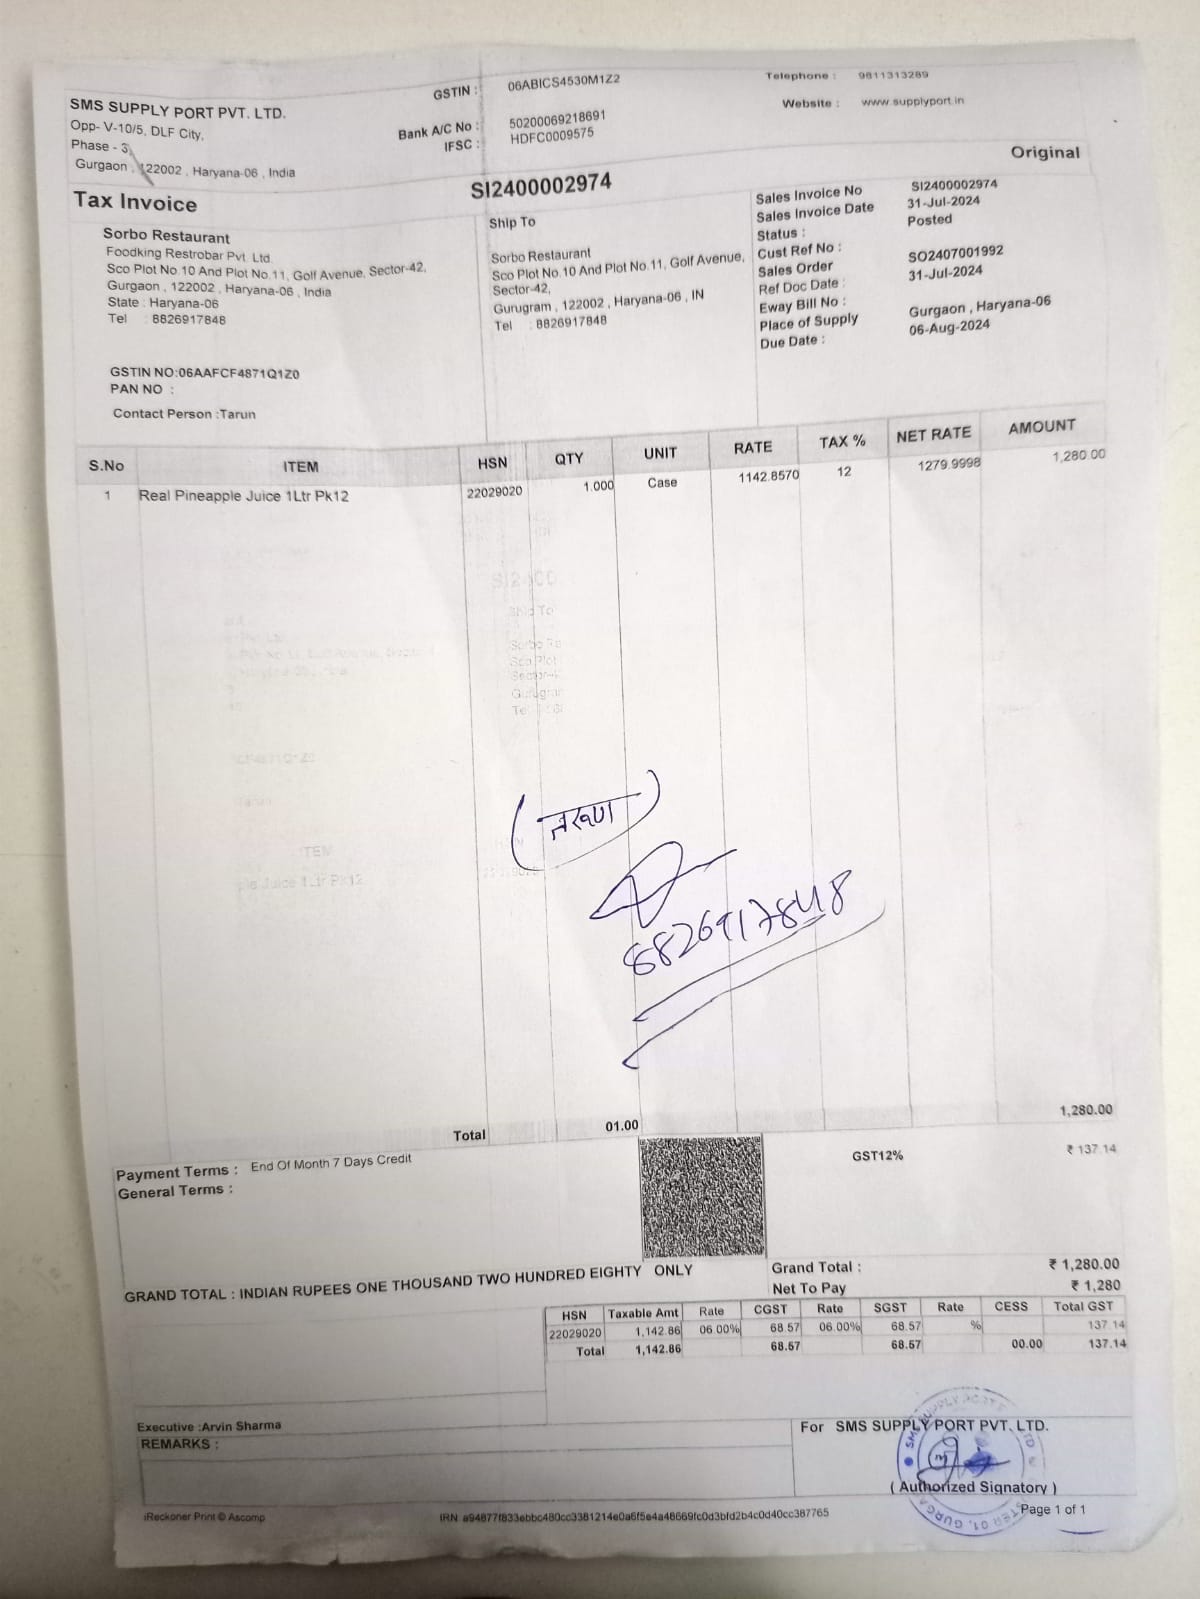 SMS SUPPLY PORT PVT. LTD.
Opp- V-10/5, DLF City,
Phase - 3,
Gurgaon , 122002 , Haryana-06 , India
GSTIN : 06ABICS4530M1Z2
Bank A/C No : 50200069218691
IFSC : HDFC0009575
Telephone : 9811313289
Website : www.supplyport.in
Original
Tax Invoice
SI2400002974
Sorbo Restaurant
Foodking Restrobar Pvt. Ltd.
Sco Plot No.10 And Plot No.11, Golf Avenue, Sector-42,
Gurgaon , 122002 , Haryana-06 , India
State : Haryana-06
Tel : 8826917848
GSTIN NO:06AAFCF4871Q1Z0
PAN NO :
Contact Person :Tarun
Ship To
Sorbo Restaurant
Sco Plot No.10 And Plot No.11, Golf Avenue,
Sector-42,
Gurugram , 122002 , Haryana-06 , IN
Tel : 8826917848
Sales Invoice No SI2400002974
Sales Invoice Date 31-Jul-2024
Status : Posted
Cust Ref No :
Sales Order SO2407001992
Ref Doc Date : 31-Jul-2024
Eway Bill No :
Place of Supply Gurgaon , Haryana-06
Due Date : 06-Aug-2024
S.No ITEM HSN QTY UNIT RATE TAX % NET RATE AMOUNT
1 Real Pineapple Juice 1Ltr Pk12 22029020 1.000 Case 1142.8570 12 1279.9998 1,280.00
(तरुण)
8826917848
Total 01.00 1,280.00
Payment Terms : End Of Month 7 Days Credit
General Terms :
GST12% ₹ 137.14
GRAND TOTAL : INDIAN RUPEES ONE THOUSAND TWO HUNDRED EIGHTY ONLY
Grand Total : ₹ 1,280.00
Net To Pay ₹ 1,280
HSN Taxable Amt Rate CGST Rate SGST Rate CESS Total GST
22029020 1,142.86 06.00% 68.57 06.00% 68.57 % 137.14
Total 1,142.86 68.57 68.57 00.00 137.14
Executive :Arvin Sharma
REMARKS :
For SMS SUPPLY PORT PVT. LTD.
( Authorized Signatory )
iReckoner Print © Ascomp
IRN a94877f833ebbc480cc3381214e0a6f5e4a46669fc0d3bfd2b4c0d40cc387765
Page 1 of 1